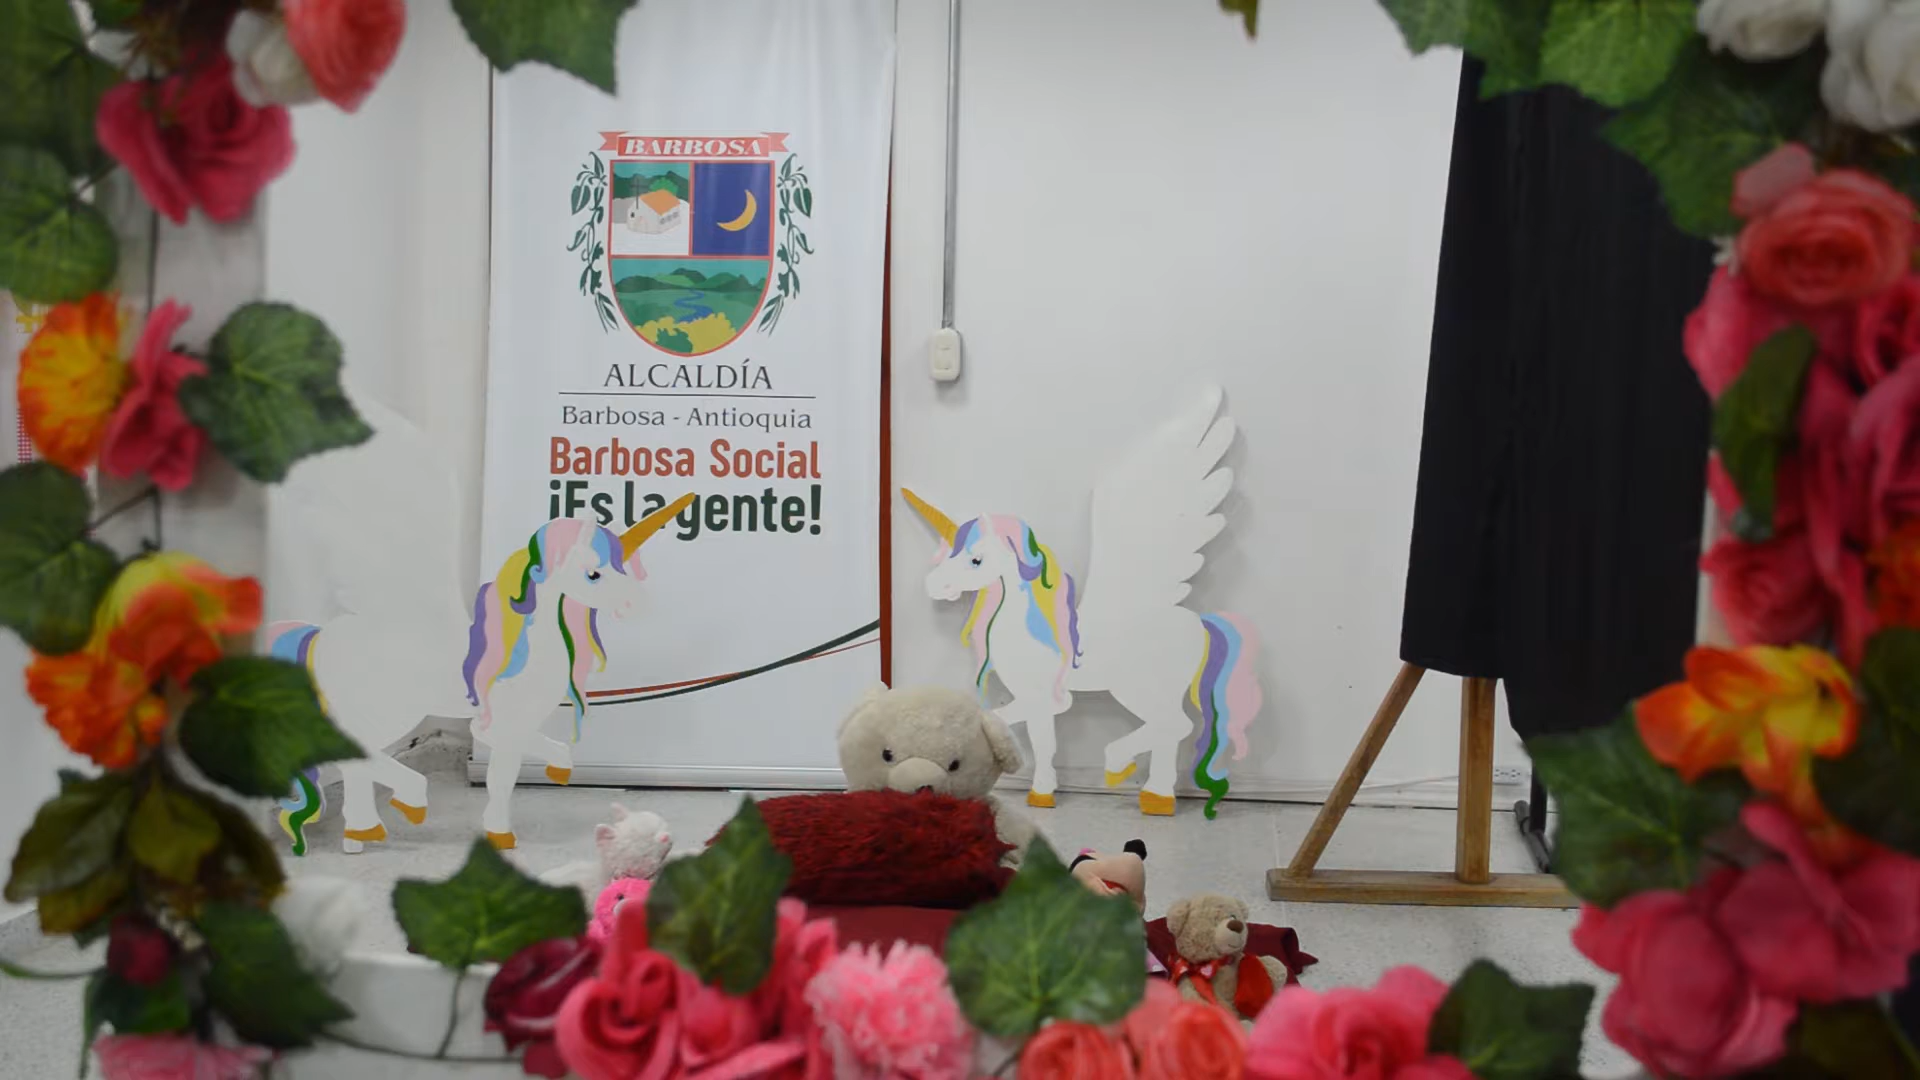 BARBOSA
ALCALDÍA
Barbosa - Antioquia
Barbosa Social
¡Es la gente!